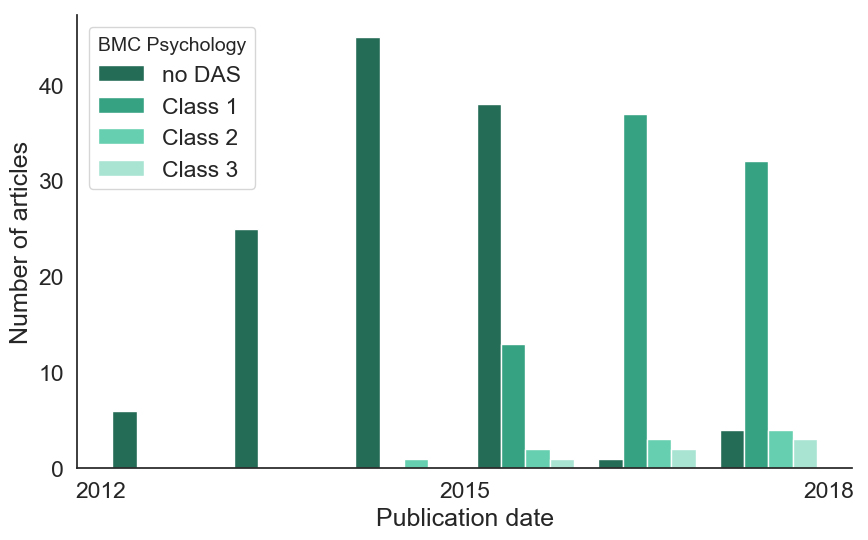 BMC Psychology
no DAS
Class 1
Class 2
Class 3
Number of articles
40
30
20
10
0
2012
2015
2018
Publication date